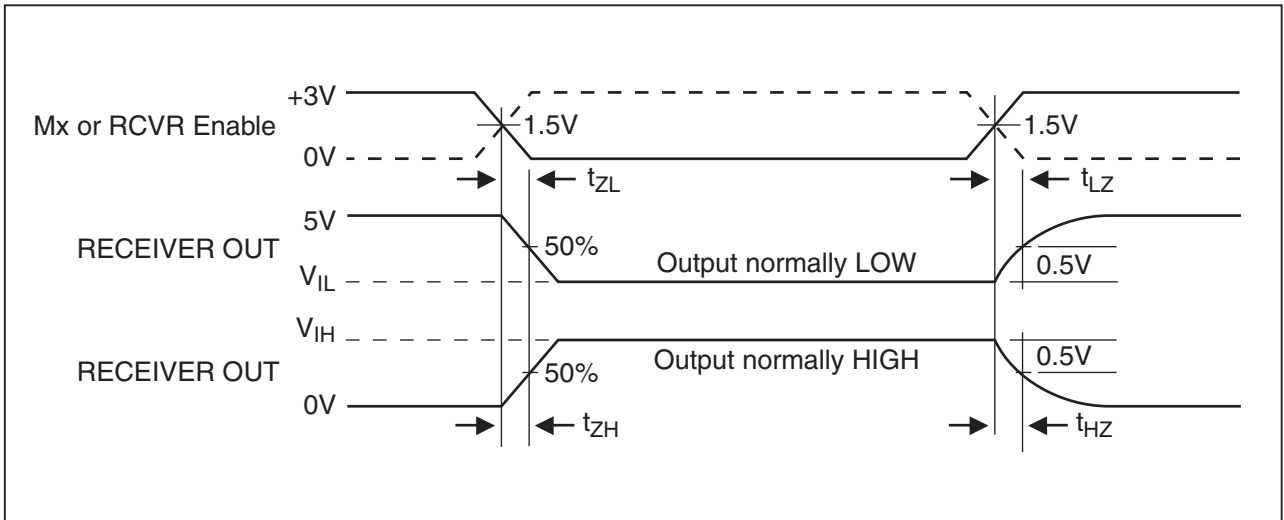 +3V
Mx or RCVR Enable
1.5V
1.5V
0V
tZL
tLZ
5V
RECEIVER OUT
50%
Output normally LOW
0.5V
VIL
VIH
RECEIVER OUT
50%
Output normally HIGH
0.5V
0V
tZH
tHZ